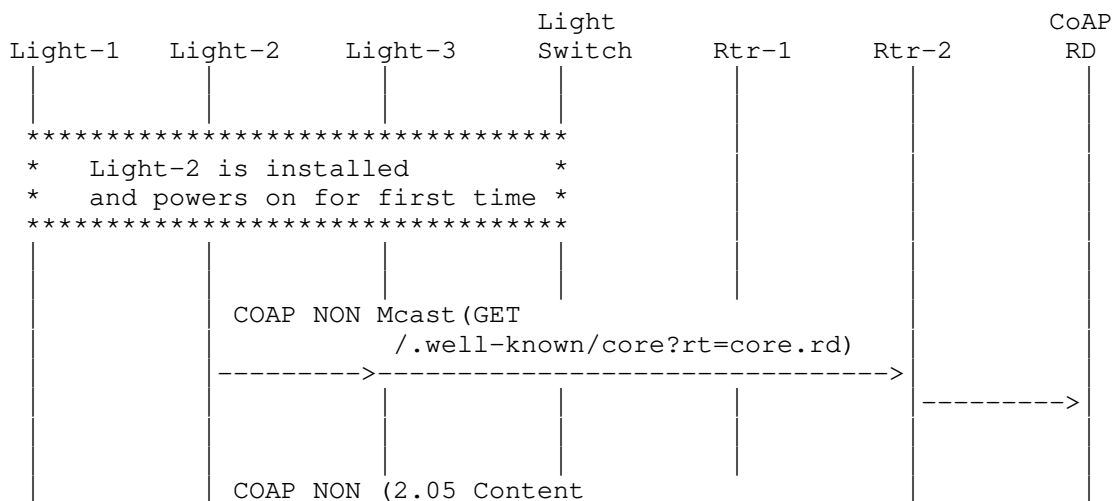 Light CoAP
Light-1 Light-2 Light-3 Switch Rtr-1 Rtr-2 RD
**********************************
* Light-2 is installed *
* and powers on for first time *
**********************************
COAP NON Mcast(GET
/.well-known/core?rt=core.rd)
--------->-------------------------------->
--------->
COAP NON (2.05 Content